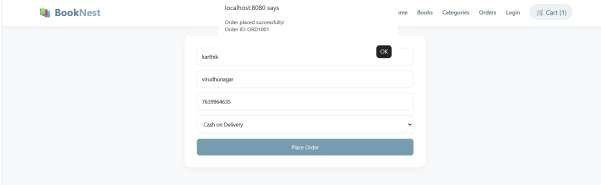 BookNest
localhost:8080 says
Order placed successfully!
Order ID: ORD1001
OK
ome Books Categories Orders Login Cart (1)
karthik
virudhunagar
7639964635
Cash on Delivery
Place Order